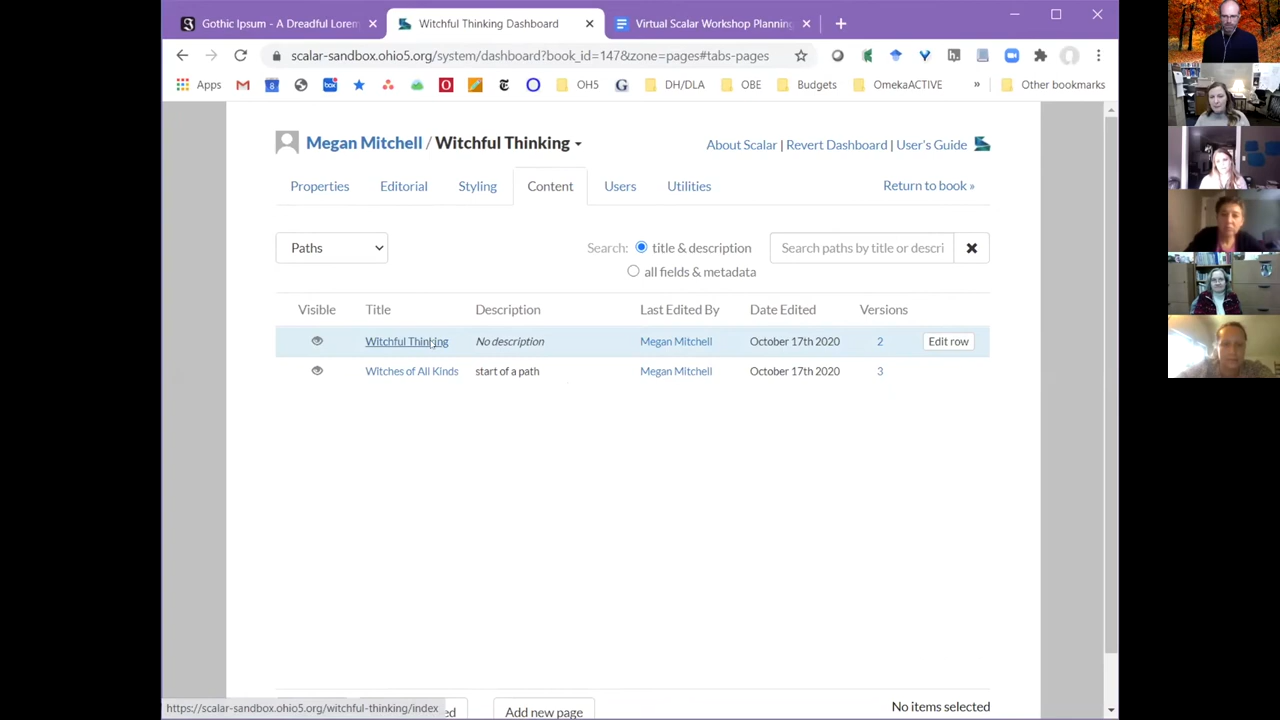 Gothic Ipsum - A Dreadful Lorem
Witchful Thinking Dashboard
Virtual Scalar Workshop Planning
scalar-sandbox.ohio5.org/system/dashboard?book_id=147&zone=pages#tabs-pages
Apps OH5 DH/DLA OBE Budgets OmekaACTIVE » Other bookmarks
Megan Mitchell / Witchful Thinking
About Scalar | Revert Dashboard | User's Guide
Properties Editorial Styling Content Users Utilities Return to book »
Paths Search: title & description Search paths by title or descri
all fields & metadata
Visible Title Description Last Edited By Date Edited Versions
Witchful Thinking No description Megan Mitchell October 17th 2020 2 Edit row
Witches of All Kinds start of a path Megan Mitchell October 17th 2020 3
https://scalar-sandbox.ohio5.org/witchful-thinking/index ed Add new page No items selected